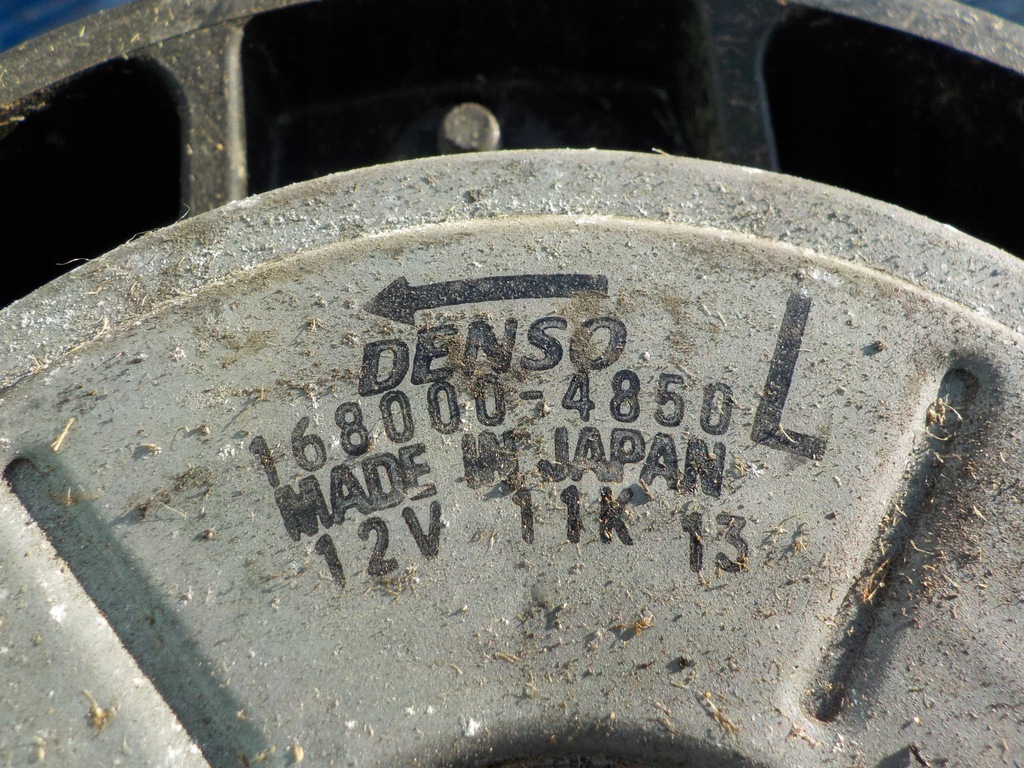 DENSO
168000-4850
L
MADE IN JAPAN
12V 11K 13